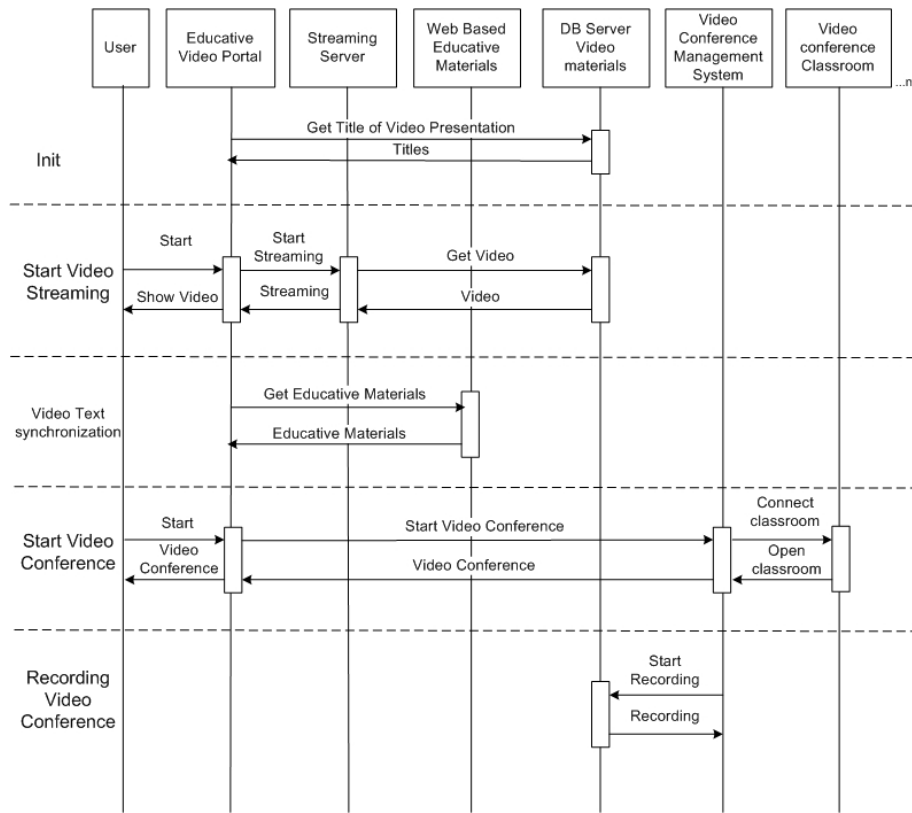 User
Educative
Video Portal
Streaming
Server
Web Based
Educative
Materials
DB Server
Video
materials
Video
Conference
Management
System
Video
conference
Classroom
...n
Init
Get Title of Video Presentation
Titles
Start Video
Streaming
Start
Start
Streaming
Get Video
Show Video
Streaming
Video
Video Text
synchronization
Get Educative Materials
Educative Materials
Start Video
Conference
Start
Start Video Conference
Connect
classroom
Video
Conference
Video Conference
Open
classroom
Recording
Video
Conference
Start
Recording
Recording